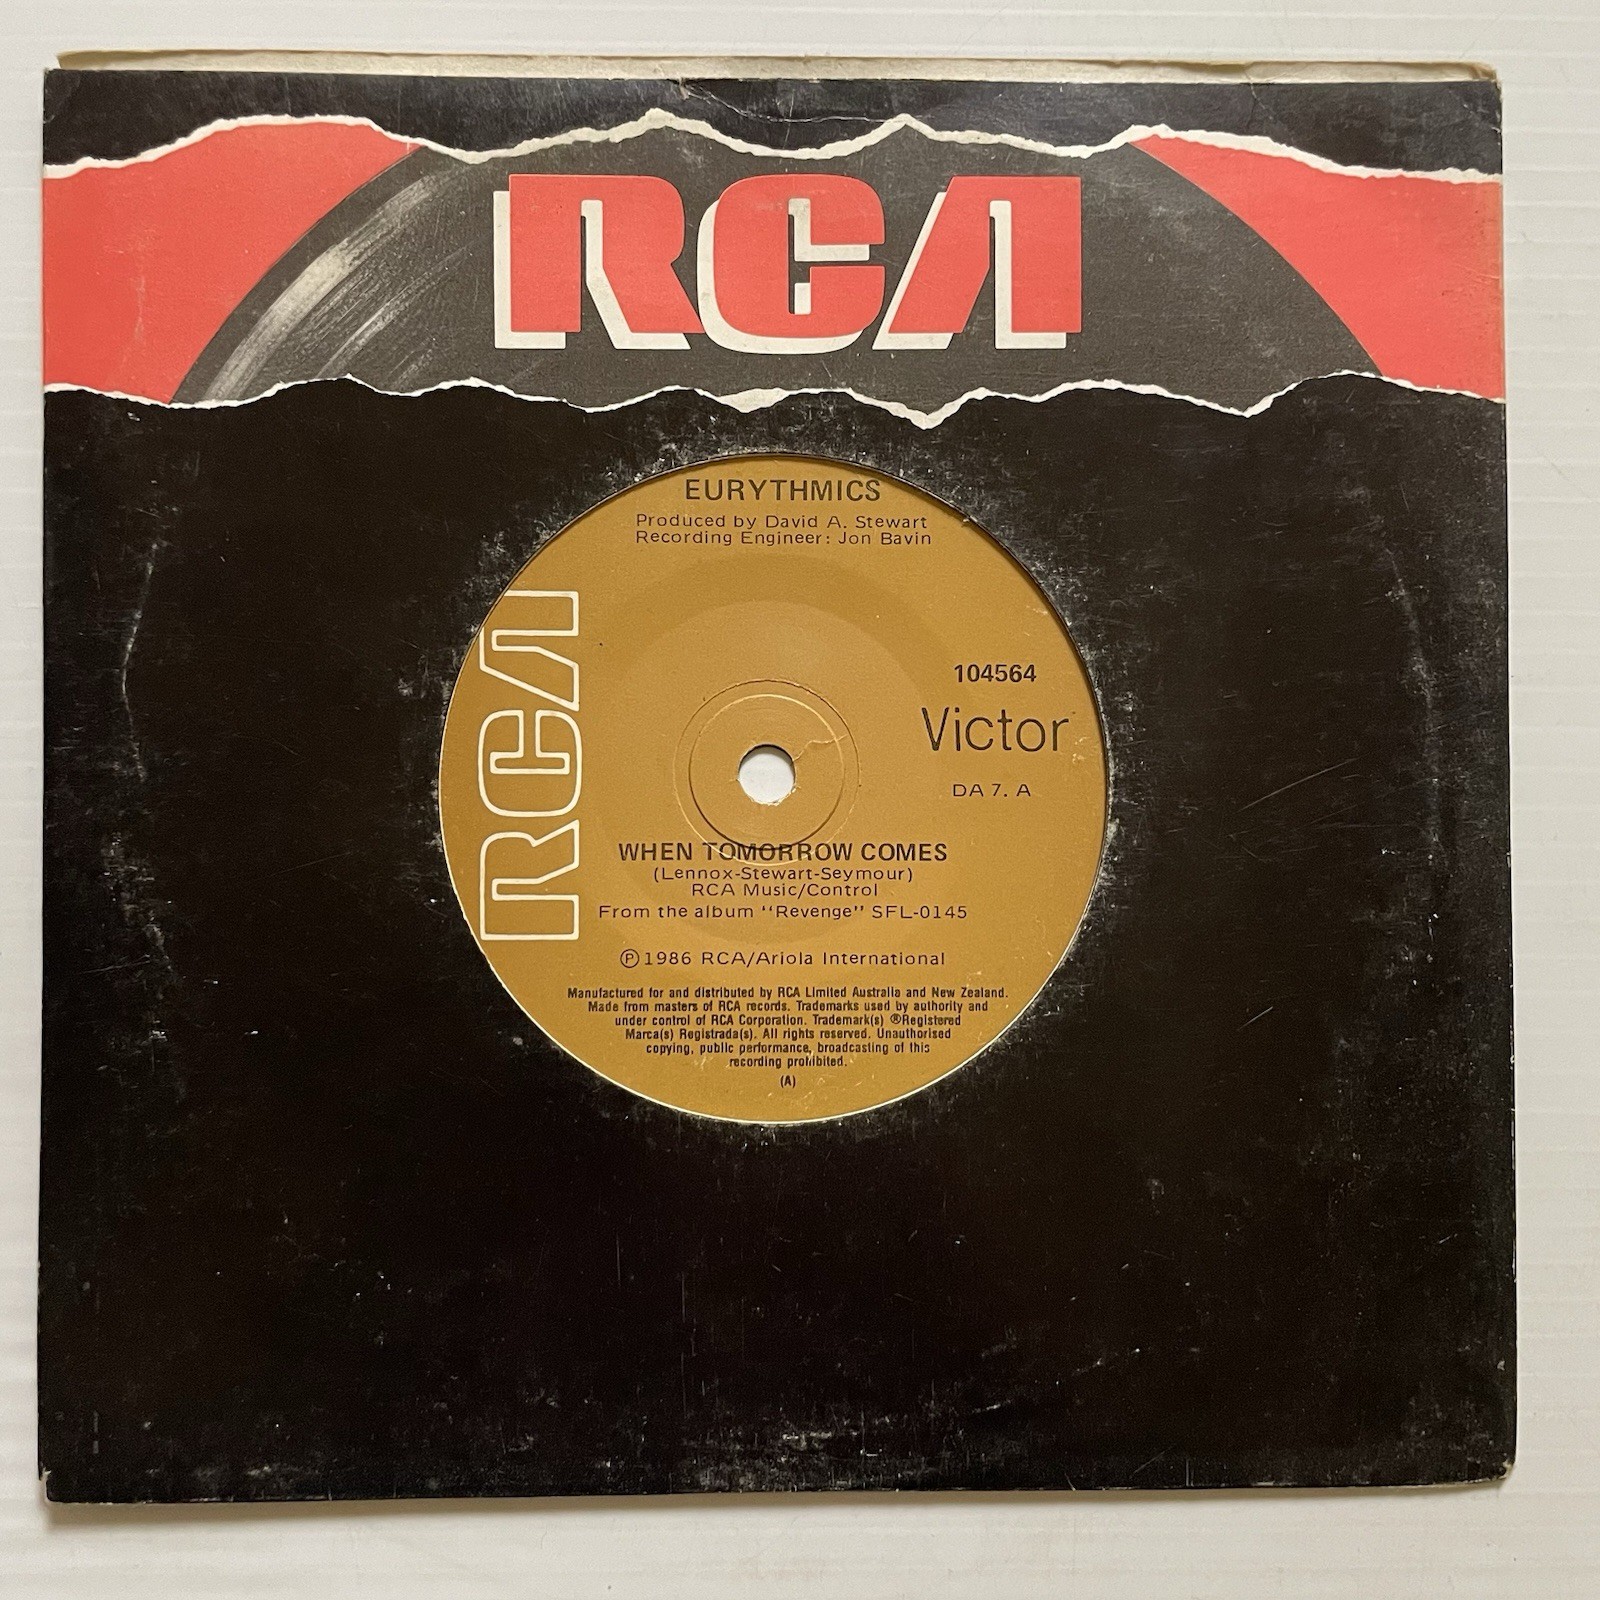 RCA
EURYTHMICS
Produced by David A. Stewart
Recording Engineer: Jon Bavin
RCA
104564
Victor
DA 7. A
WHEN TOMORROW COMES
(Lennox-Stewart-Seymour)
RCA Music/Control
From the album "Revenge" SFL-0145
℗ 1986 RCA/Ariola International
Manufactured for and distributed by RCA Limited Australia and New Zealand.
Made from masters of RCA records. Trademarks used by authority and
under control of RCA Corporation. Trademark(s) ®Registered
Marca(s) Registrada(s). All rights reserved. Unauthorised
copying, public performance, broadcasting of this
recording prohibited.
(A)